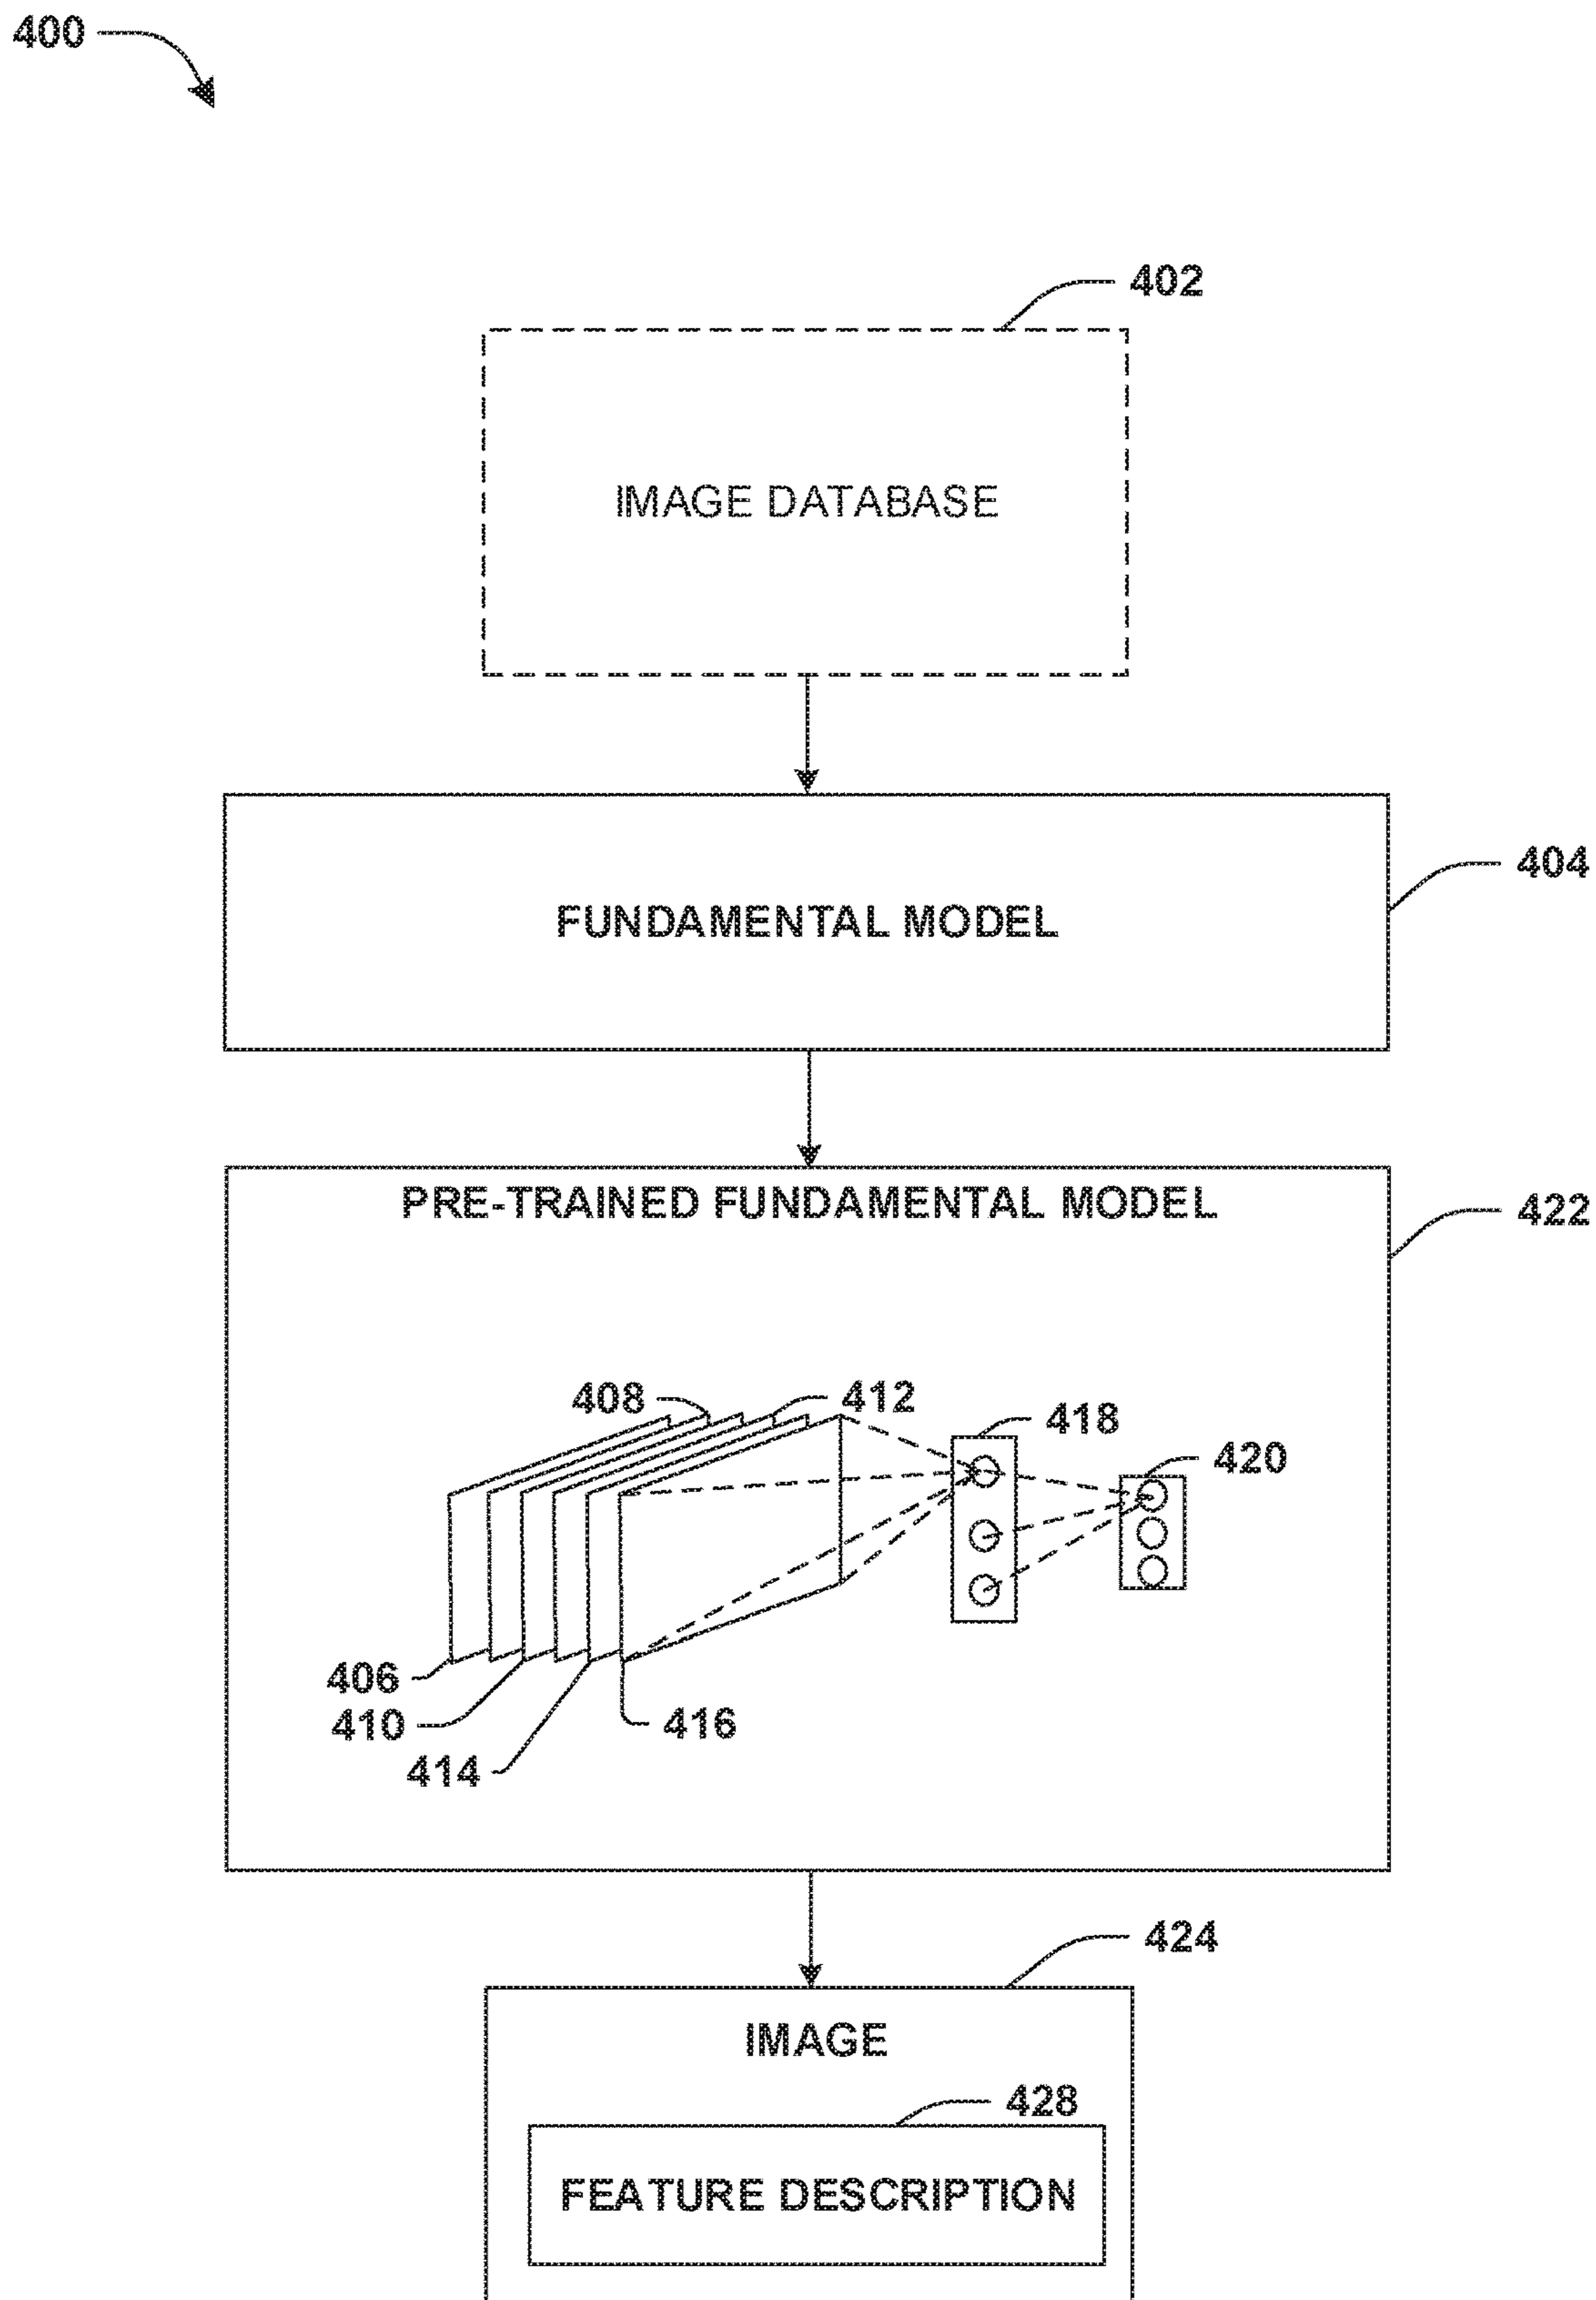 400
402
IMAGE DATABASE
404
FUNDAMENTAL MODEL
PRE-TRAINED FUNDAMENTAL MODEL
422
408
412
418
420
406
410
416
414
424
IMAGE
428
FEATURE DESCRIPTION